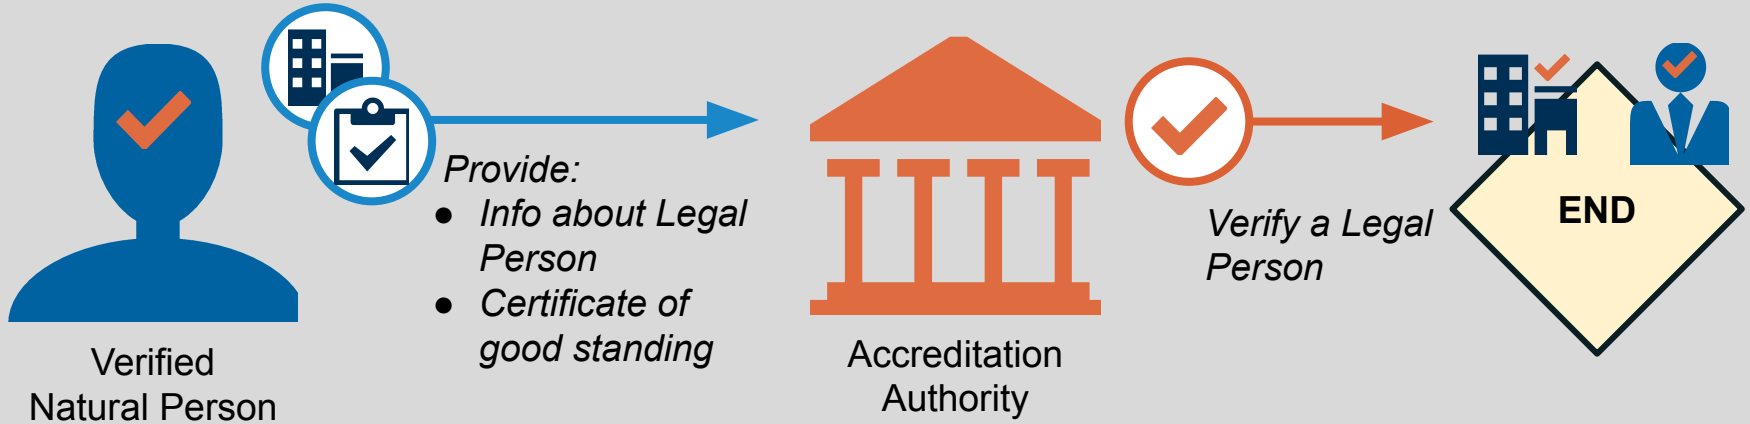 Verified
Natural Person
Provide:
● Info about Legal
Person
● Certificate of
good standing
Accreditation
Authority
Verify a Legal
Person
END